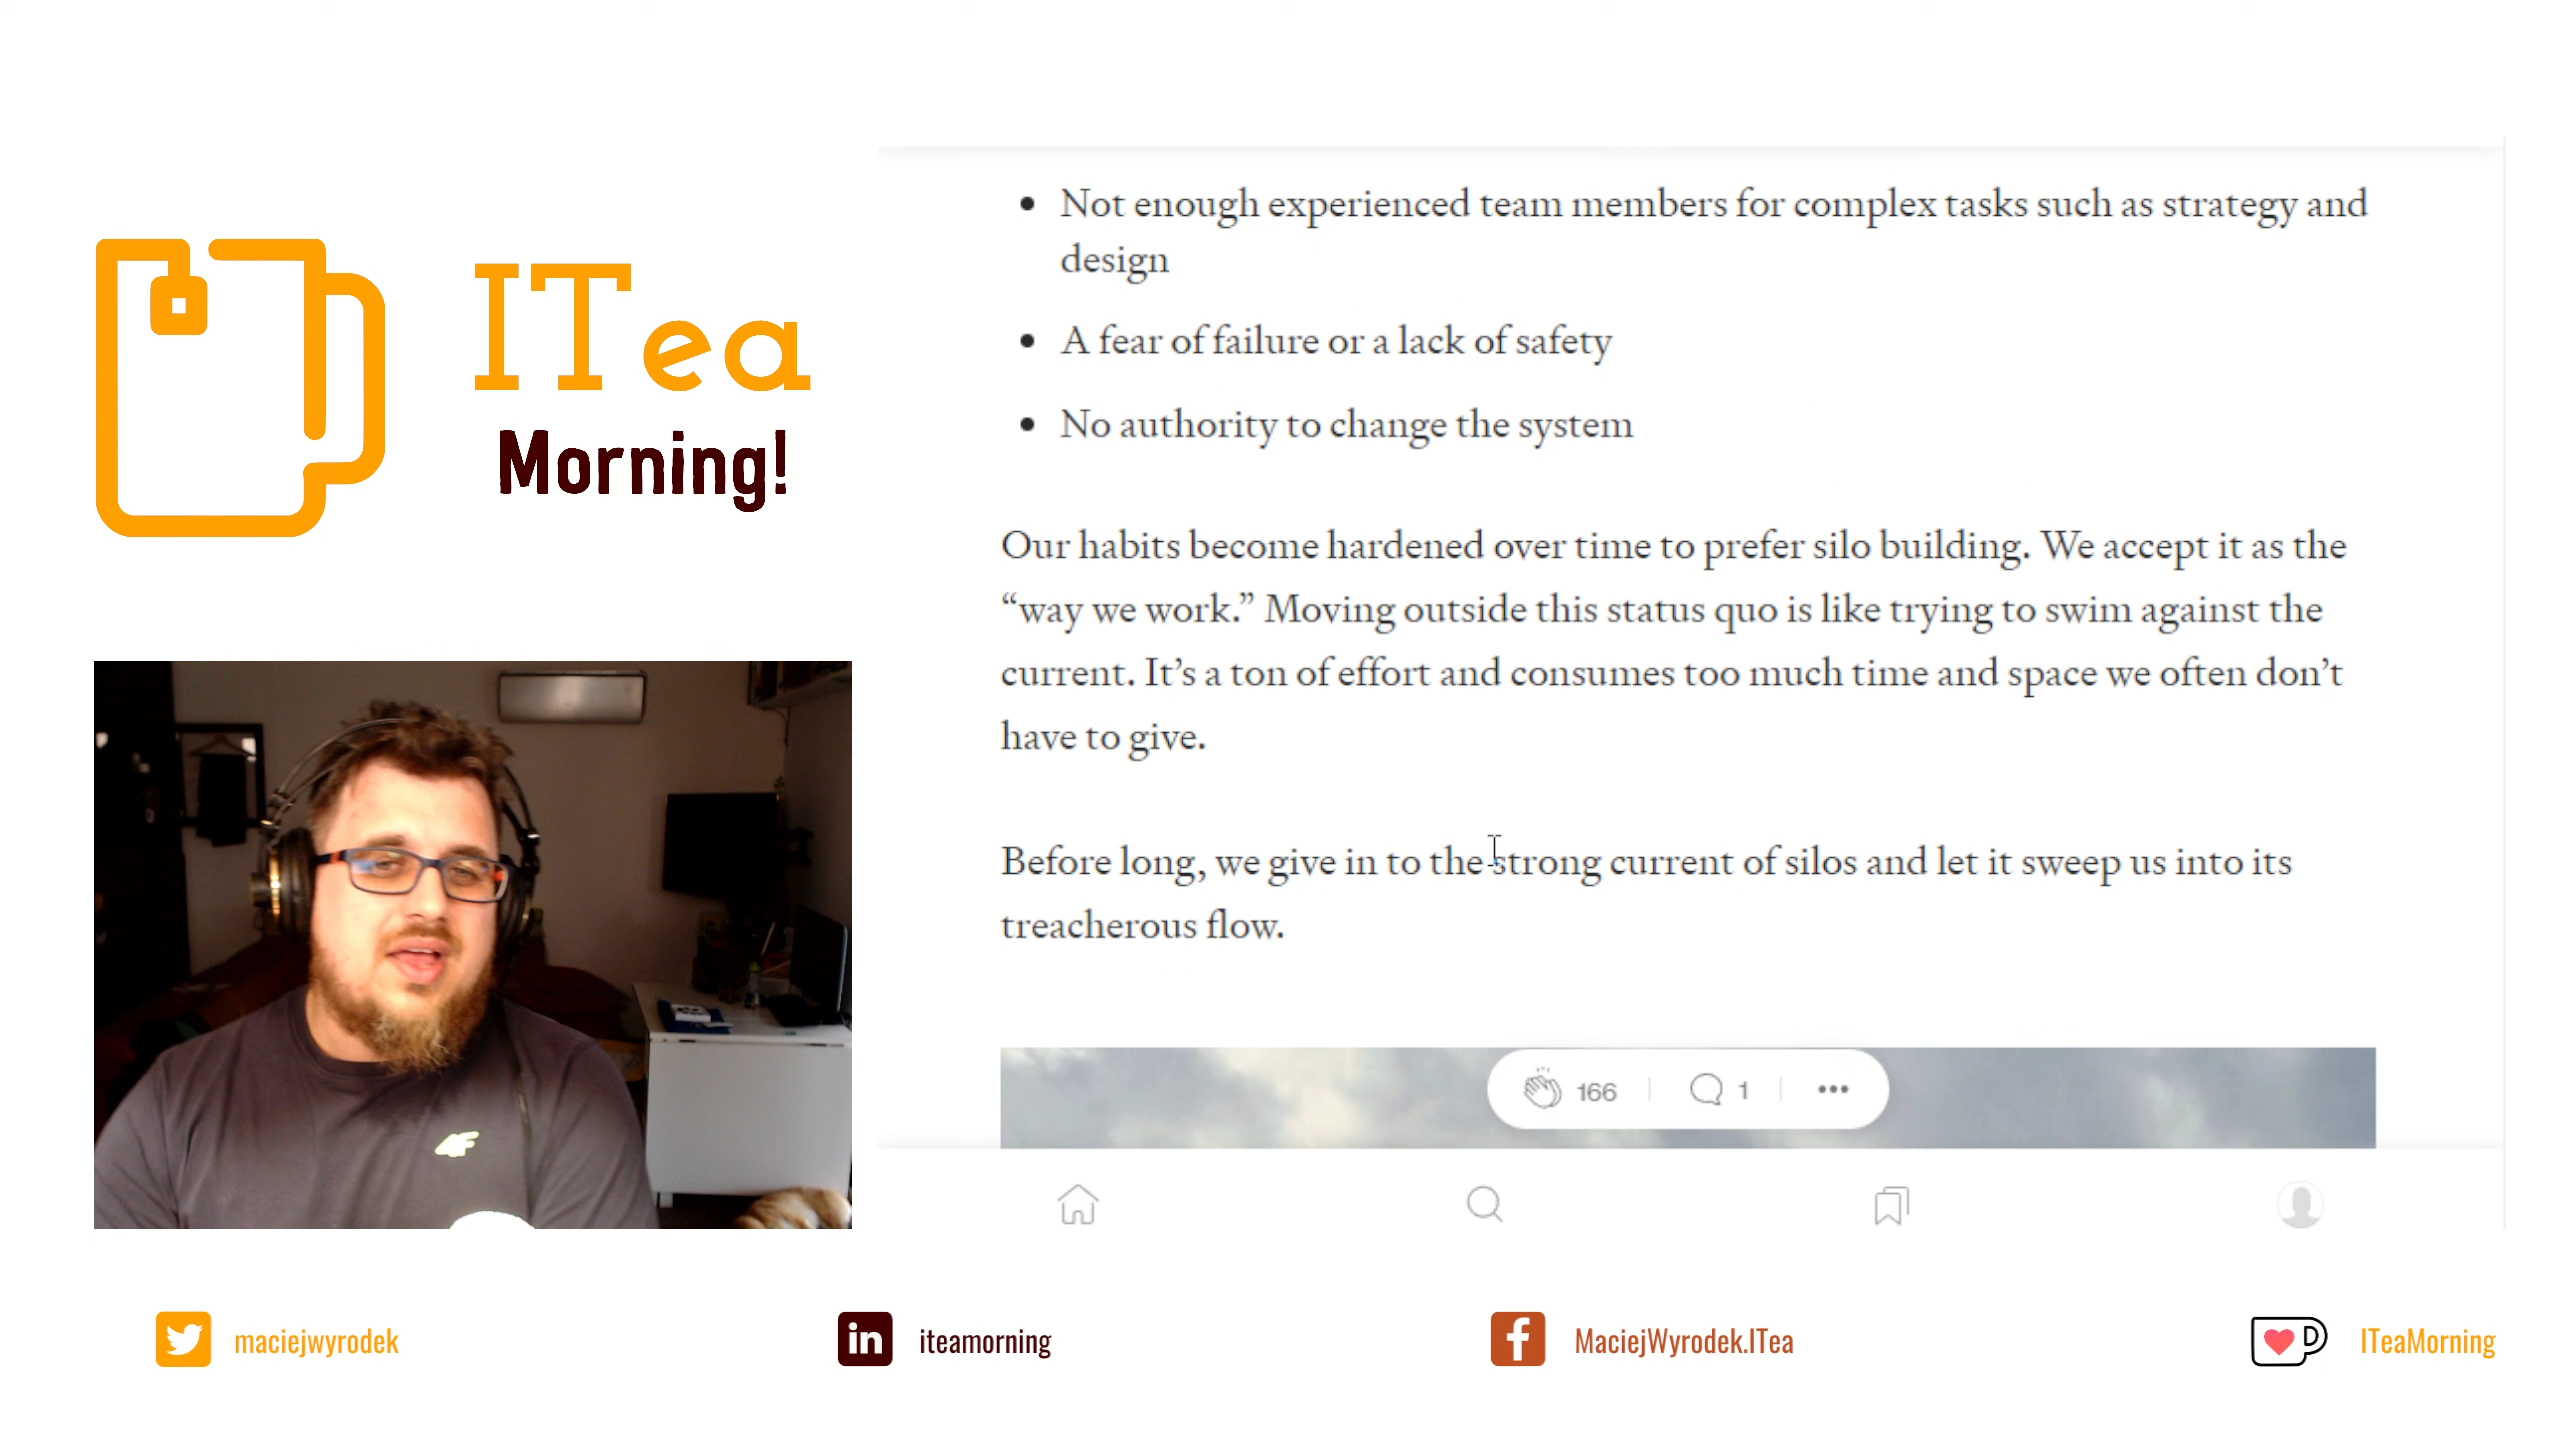 ITea
Morning!
Not enough experienced team members for complex tasks such as strategy and
design
A fear of failure or a lack of safety
No authority to change the system
Our habits become hardened over time to prefer silo building. We accept it as the
“way we work.” Moving outside this status quo is like trying to swim against the
current. It’s a ton of effort and consumes too much time and space we often don’t
have to give.
Before long, we give in to the strong current of silos and let it sweep us into its
treacherous flow.
166
1
4F
maciejwyrodek
in iteamorning
f MaciejWyrodek.ITea
ITeaMorning